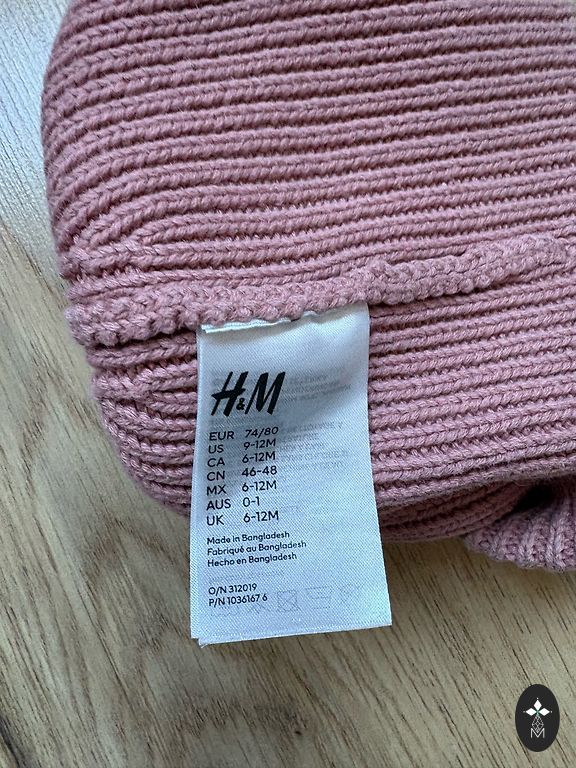 H&M
EUR 74/80
US 9-12M
CA 6-12M
CN 46-48
MX 6-12M
AUS 0-1
UK 6-12M
Made in Bangladesh
Fabriqué au Bangladesh
Hecho en Bangladesh
O/N 312019
P/N 1036167 6
M